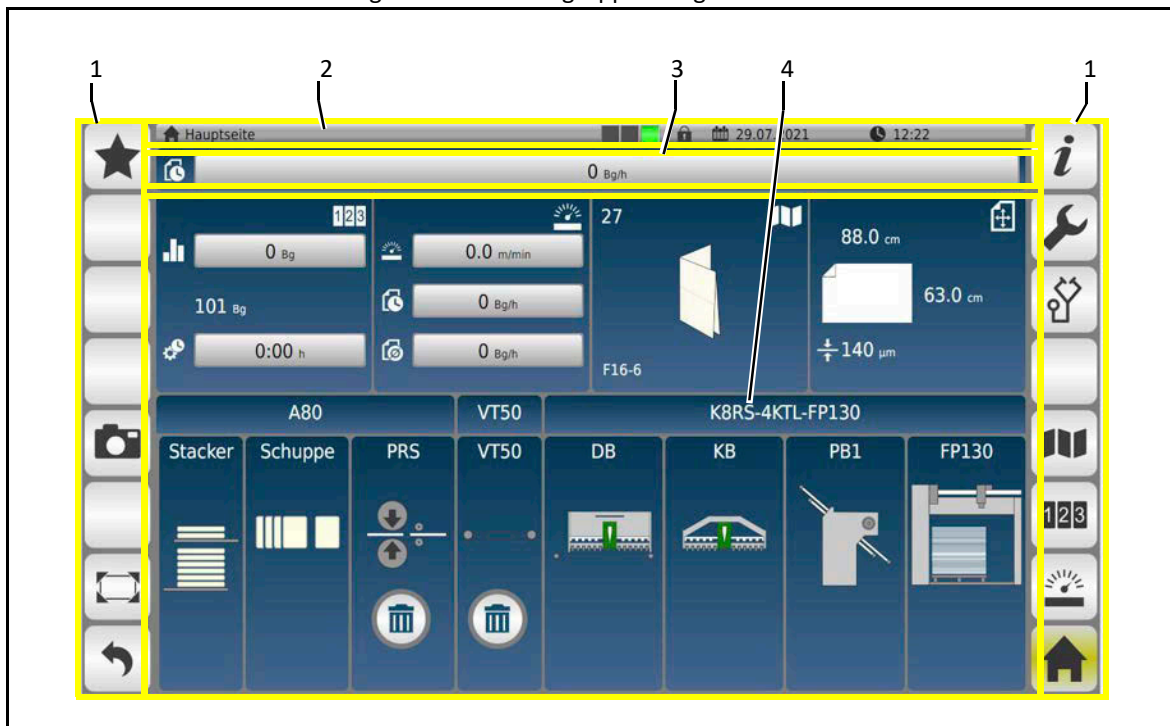 1 2 3 4 1
Hauptseite 29.07.2021 12:22
0 Bg/h
123
0 Bg
101 Bg
0:00 h
0.0 m/min
0 Bg/h
0 Bg/h
27
F16-6
88.0 cm
63.0 cm
140 µm
A80 VT50 K8RS-4KTL-FP130
Stacker Schuppe PRS VT50 DB KB PB1 FP130
i
123